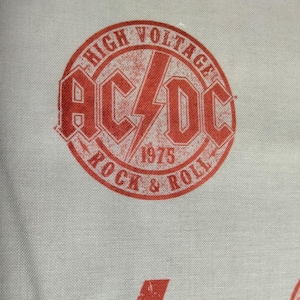 HIGH VOLTAGE
AC/DC
1975
ROCK & ROLL